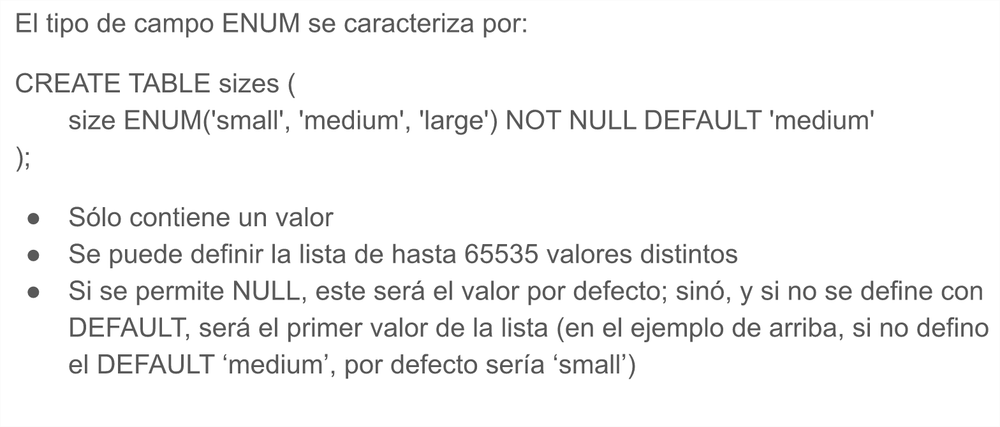 El tipo de campo ENUM se caracteriza por:
CREATE TABLE sizes (
size ENUM('small', 'medium', 'large') NOT NULL DEFAULT 'medium'
);
● Sólo contiene un valor
● Se puede definir la lista de hasta 65535 valores distintos
● Si se permite NULL, este será el valor por defecto; sinó, y si no se define con
DEFAULT, será el primer valor de la lista (en el ejemplo de arriba, si no defino
el DEFAULT ‘medium’, por defecto sería ‘small’)